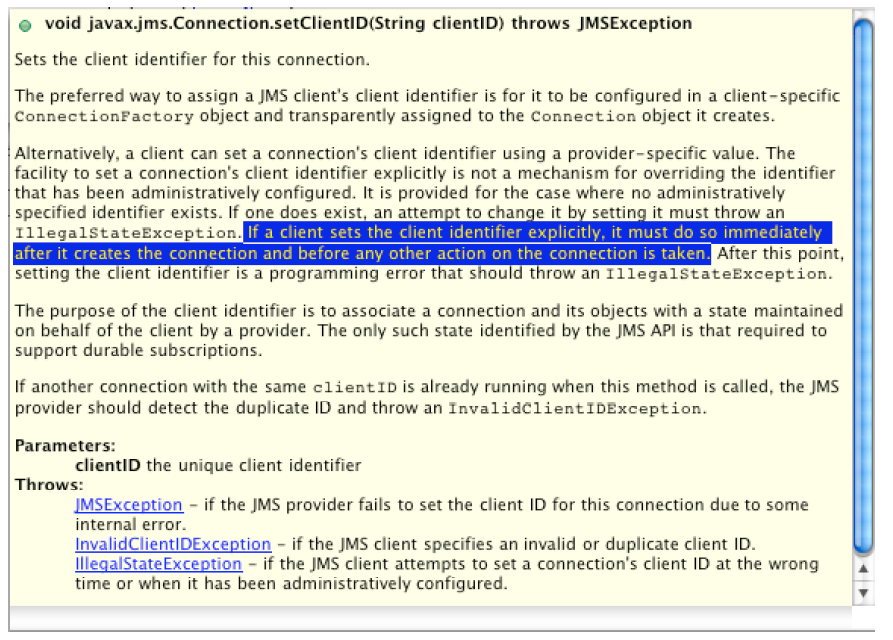 void javax.jms.Connection.setClientID(String clientID) throws JMSException
Sets the client identifier for this connection.
The preferred way to assign a JMS client's client identifier is for it to be configured in a client-specific
ConnectionFactory object and transparently assigned to the Connection object it creates.
Alternatively, a client can set a connection's client identifier using a provider-specific value. The
facility to set a connection's client identifier explicitly is not a mechanism for overriding the identifier
that has been administratively configured. It is provided for the case where no administratively
specified identifier exists. If one does exist, an attempt to change it by setting it must throw an
IllegalStateException. If a client sets the client identifier explicitly, it must do so immediately
after it creates the connection and before any other action on the connection is taken. After this point,
setting the client identifier is a programming error that should throw an IllegalStateException.
The purpose of the client identifier is to associate a connection and its objects with a state maintained
on behalf of the client by a provider. The only such state identified by the JMS API is that required to
support durable subscriptions.
If another connection with the same clientID is already running when this method is called, the JMS
provider should detect the duplicate ID and throw an InvalidClientIDException.
Parameters:
clientID the unique client identifier
Throws:
JMSException - if the JMS provider fails to set the client ID for this connection due to some
internal error.
InvalidClientIDException - if the JMS client specifies an invalid or duplicate client ID.
IllegalStateException - if the JMS client attempts to set a connection's client ID at the wrong
time or when it has been administratively configured.